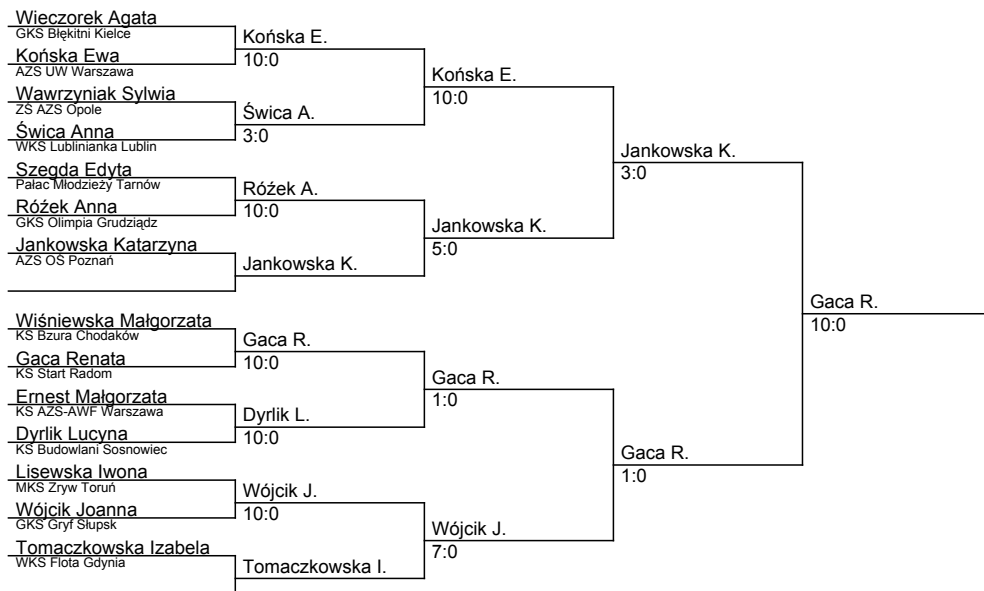 Wieczorek Agata
GKS Błękitni Kielce
Końska Ewa
AZS UW Warszawa
Wawrzyniak Sylwia
ZŚ AZS Opole
Świca Anna
WKS Lublinianka Lublin
Szegda Edyta
Pałac Młodzieży Tarnów
Róźek Anna
GKS Olimpia Grudziądz
Jankowska Katarzyna
AZS OŚ Poznań
Wiśniewska Małgorzata
KS Bzura Chodaków
Gaca Renata
KS Start Radom
Ernest Małgorzata
KS AZS-AWF Warszawa
Dyrlik Lucyna
KS Budowlani Sosnowiec
Lisewska Iwona
MKS Zryw Toruń
Wójcik Joanna
GKS Gryf Słupsk
Tomaczkowska Izabela
WKS Flota Gdynia
Końska E.
10:0
Świca A.
3:0
Róźek A.
10:0
Jankowska K.
Gaca R.
10:0
Dyrlik L.
10:0
Wójcik J.
10:0
Tomaczkowska I.
Końska E.
10:0
Jankowska K.
5:0
Gaca R.
1:0
Wójcik J.
7:0
Jankowska K.
3:0
Gaca R.
1:0
Gaca R.
10:0